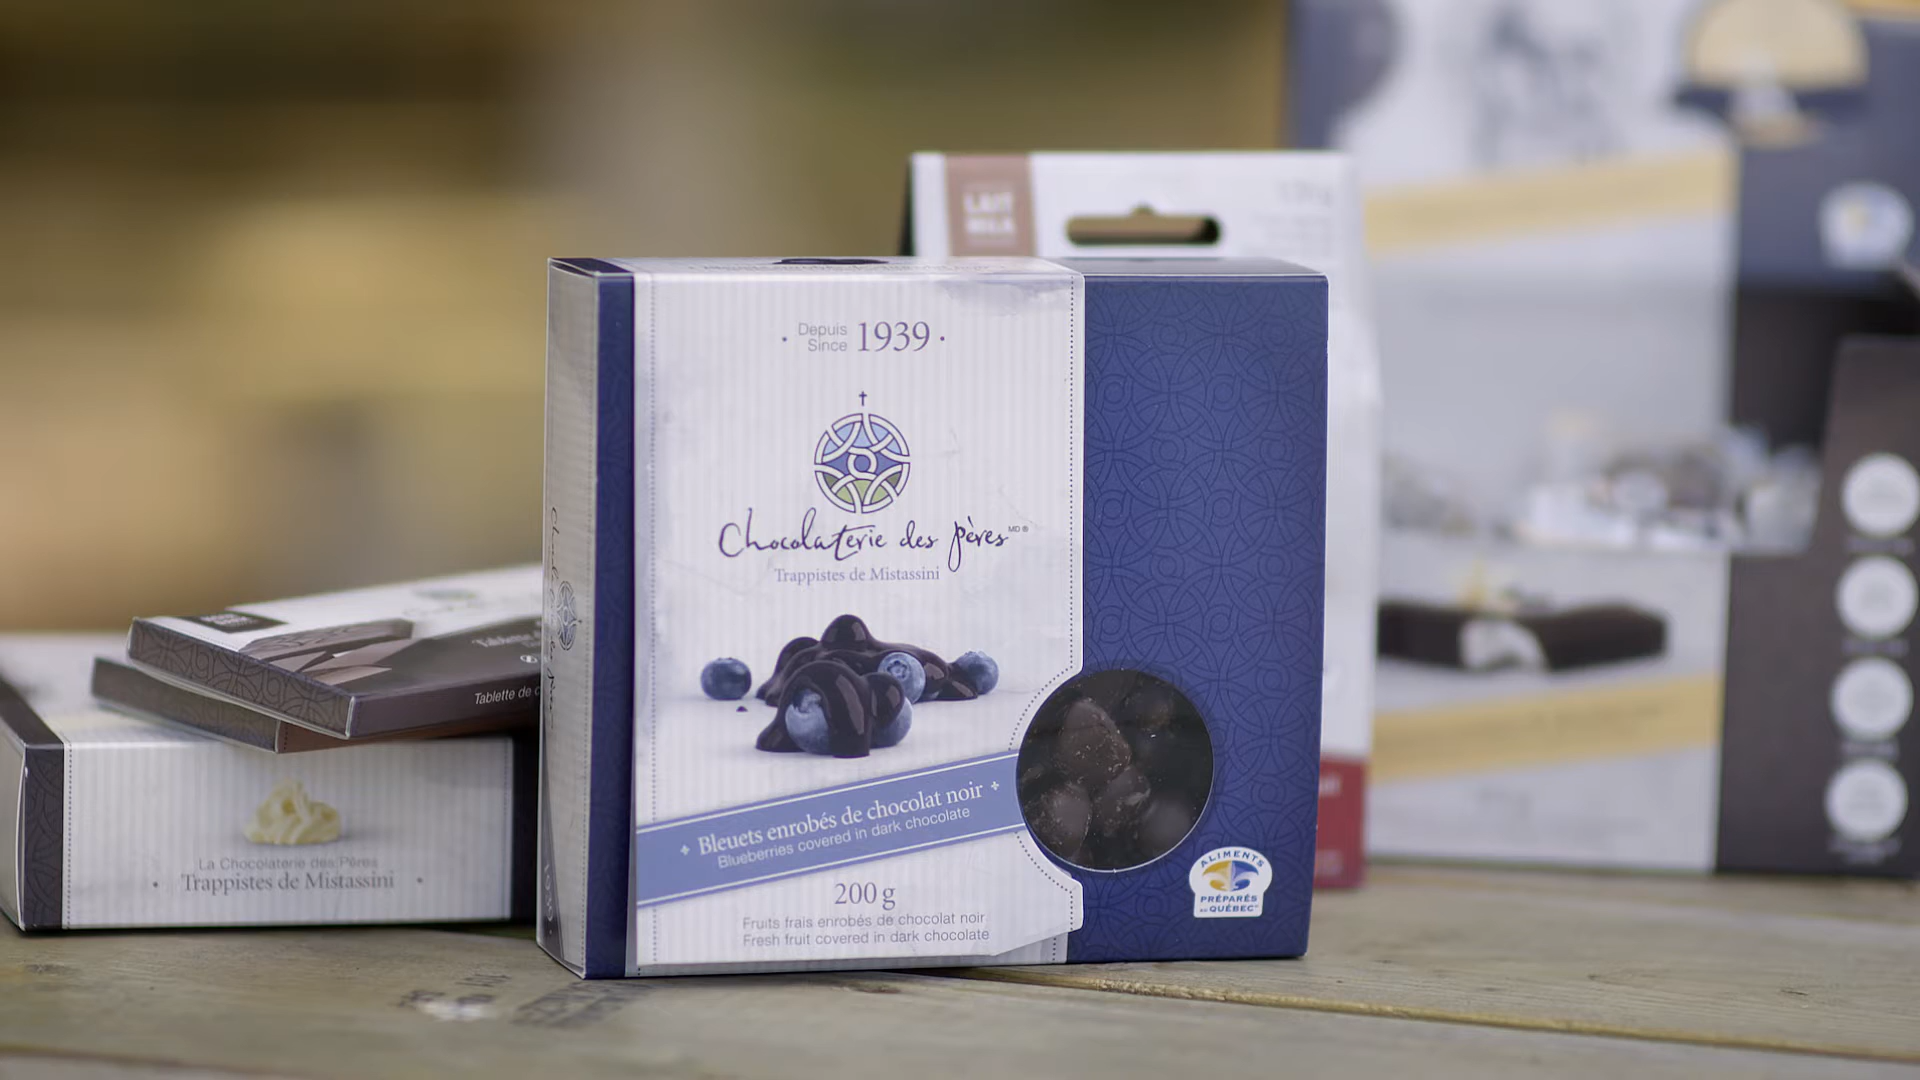 Depuis
Since
1939
Chocolaterie des pères MD®
Trappistes de Mistassini
Bleuets enrobés de chocolat noir
Blueberries covered in dark chocolate
200 g
Fruits frais enrobés de chocolat noir
Fresh fruit covered in dark chocolate
ALIMENTS
PRÉPARÉS
AU QUÉBEC
LAIT
MILK
Tablette de
La Chocolaterie des Pères
Trappistes de Mistassini